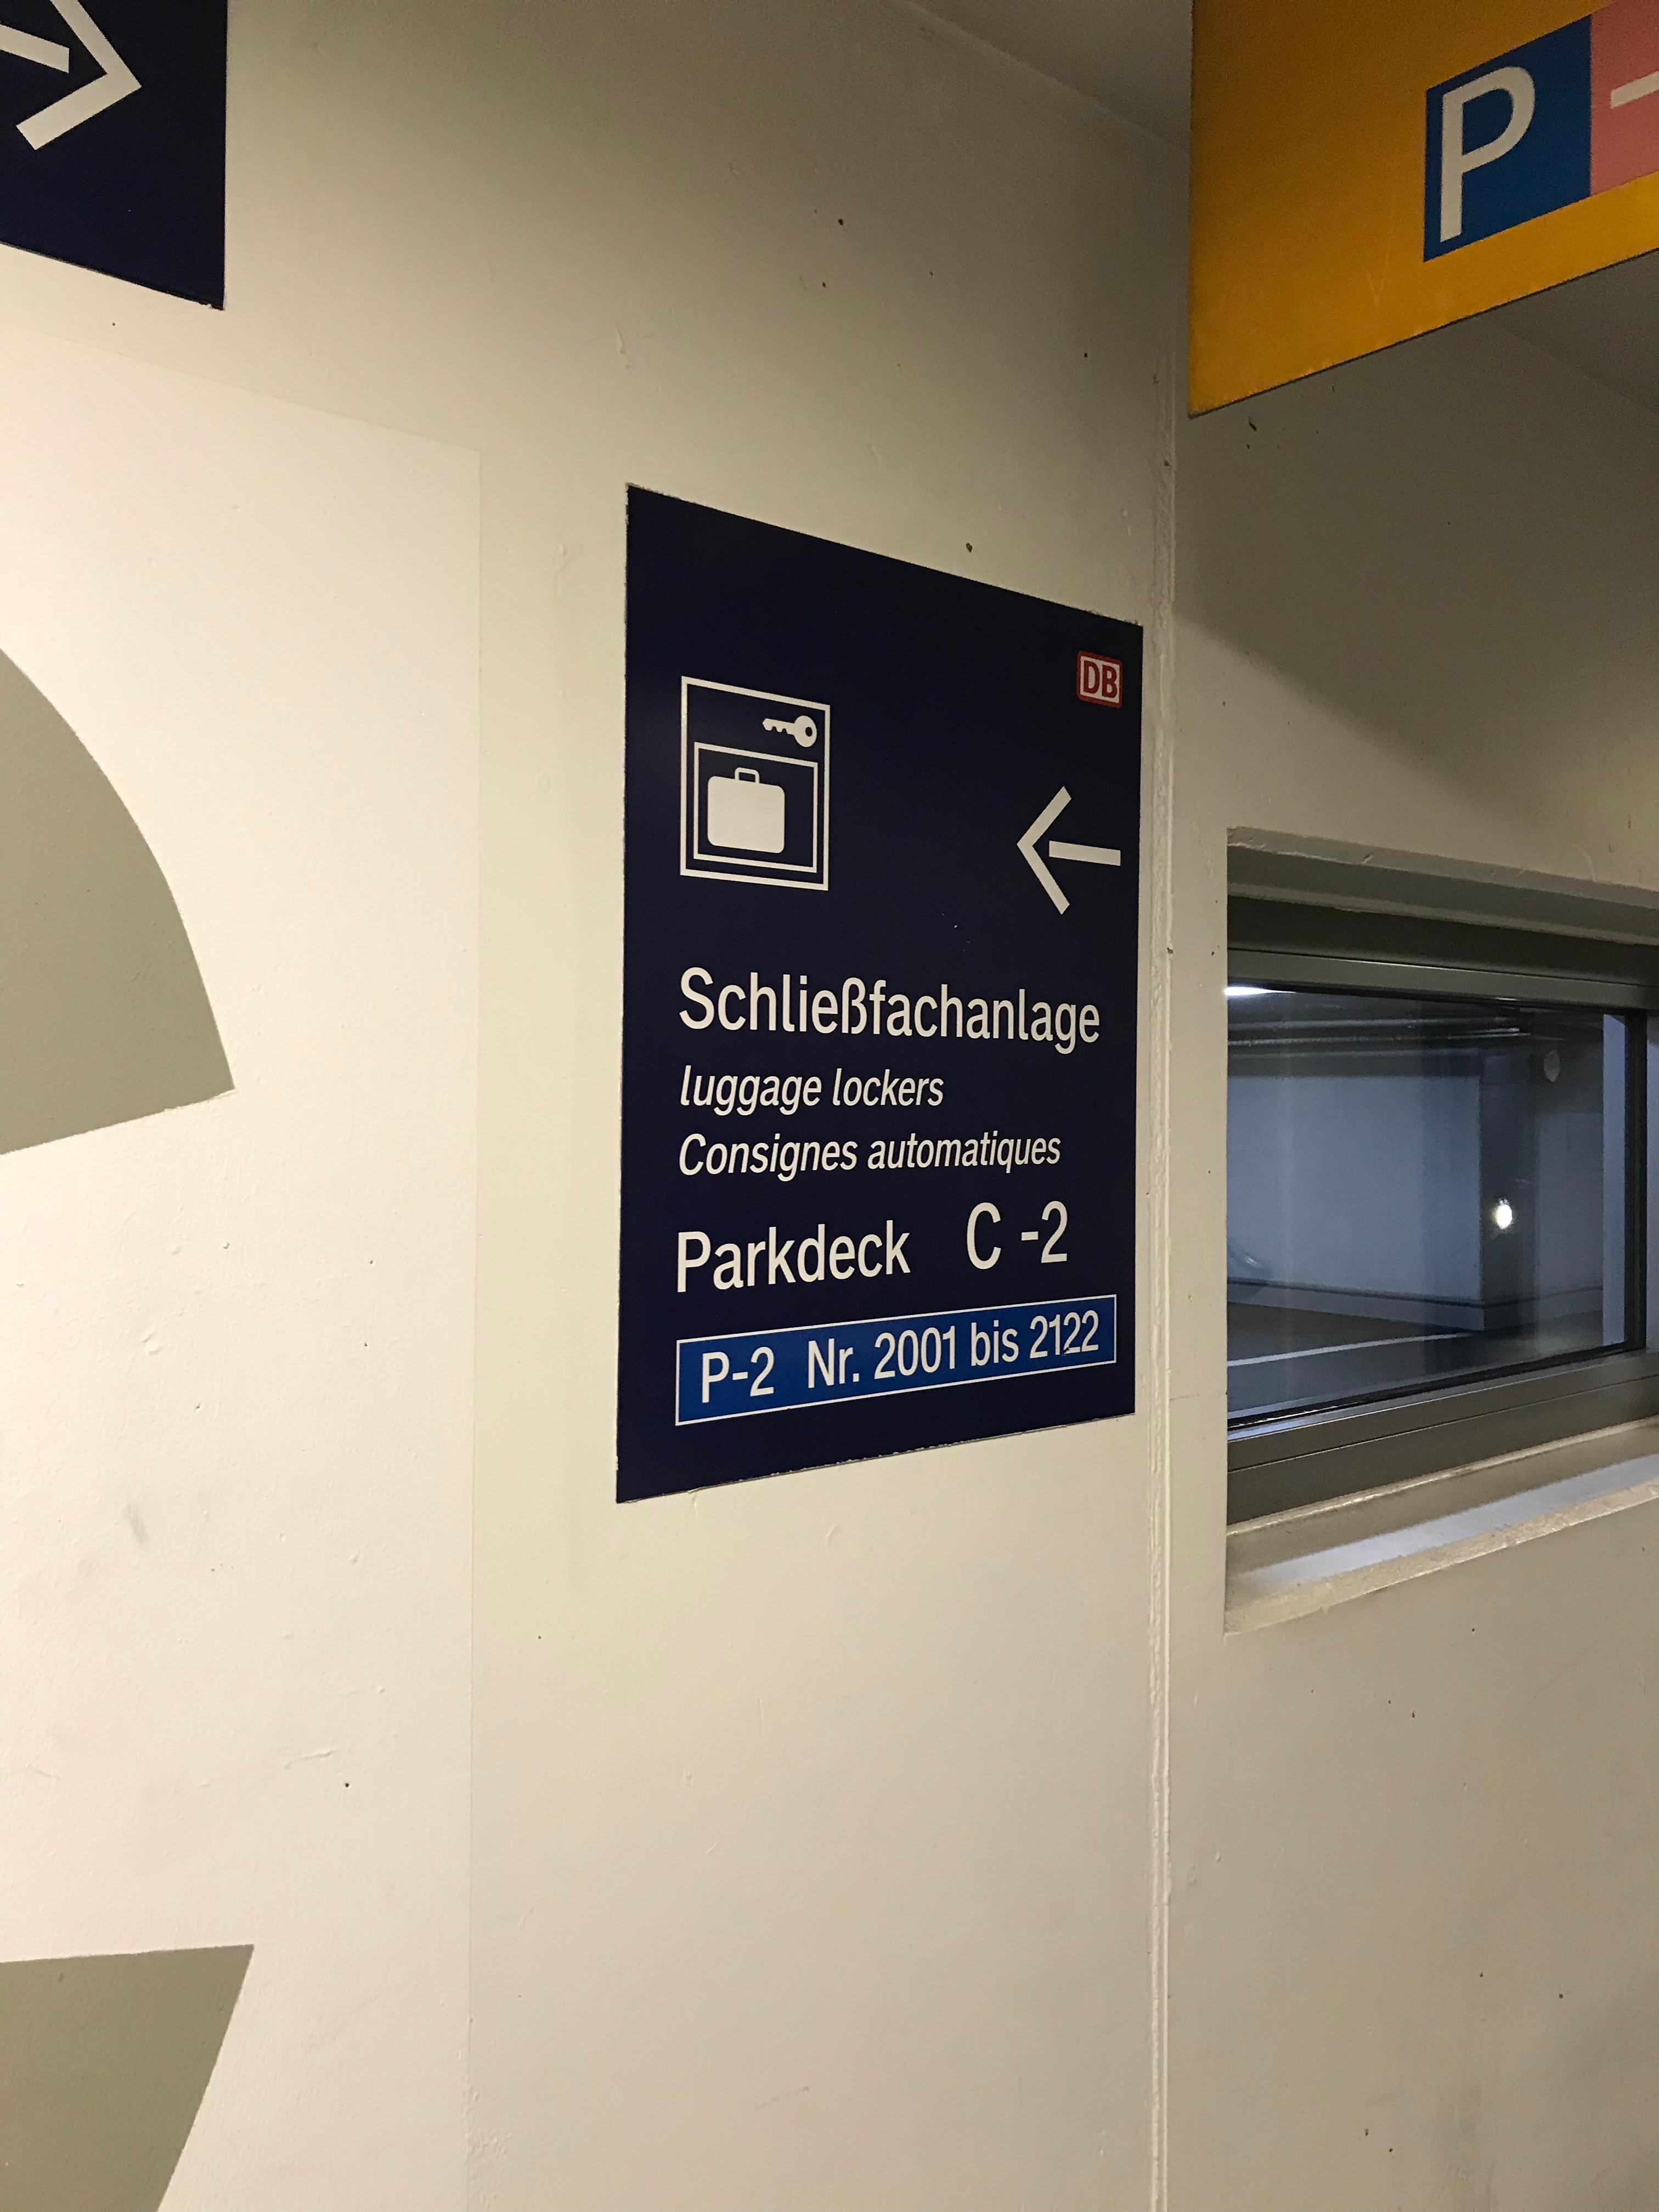 P
DB
Schließfachanlage
luggage lockers
Consignes automatiques
Parkdeck C -2
P-2 Nr. 2001 bis 2122